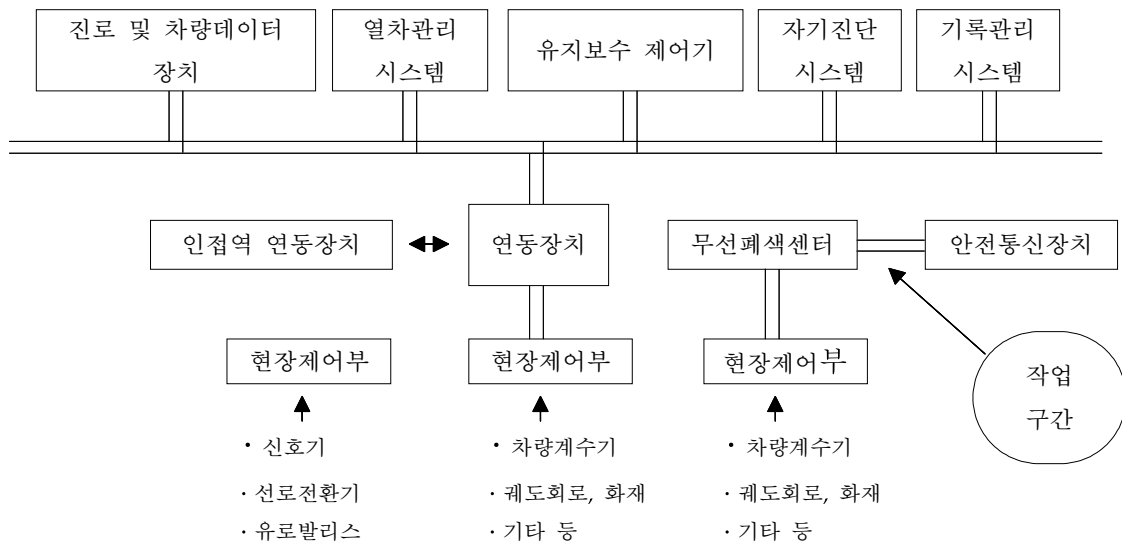 진로 및 차량데이터
장치
열차관리
시스템
유지보수 제어기
자기진단
시스템
기록관리
시스템
인접역 연동장치
연동장치
무선폐색센터
안전통신장치
현장제어부
현장제어부
현장제어부
작업
구간
· 신호기
· 선로전환기
· 유로발리스
· 차량계수기
· 궤도회로, 화재
· 기타 등
· 차량계수기
· 궤도회로, 화재
· 기타 등